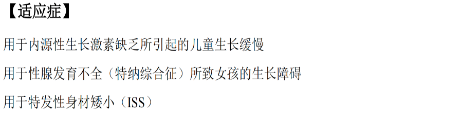 【适应症】
用于内源性生长激素缺乏所引起的儿童生长缓慢
用于性腺发育不全（特纳综合征）所致女孩的生长障碍
用于特发性身材矮小（ISS）